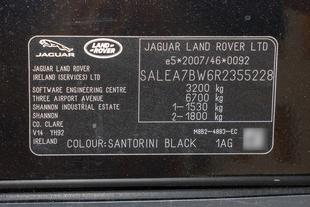 JAGUAR
LAND ROVER
JAGUAR LAND ROVER LTD
e5*2007/46*0092
SALEA7BW6R2355228
JAGUAR LAND ROVER
IRELAND (SERVICES) LTD
SOFTWARE ENGINEERING CENTRE
THREE AIRPORT AVENUE
SHANNON INDUSTRIAL ESTATE
SHANNON
CO. CLARE
V14 YH92
3200 kg
6700 kg
1-1530 kg
2-1800 kg
M8B2-4883-EC
COLOUR:SANTORINI BLACK 1AG